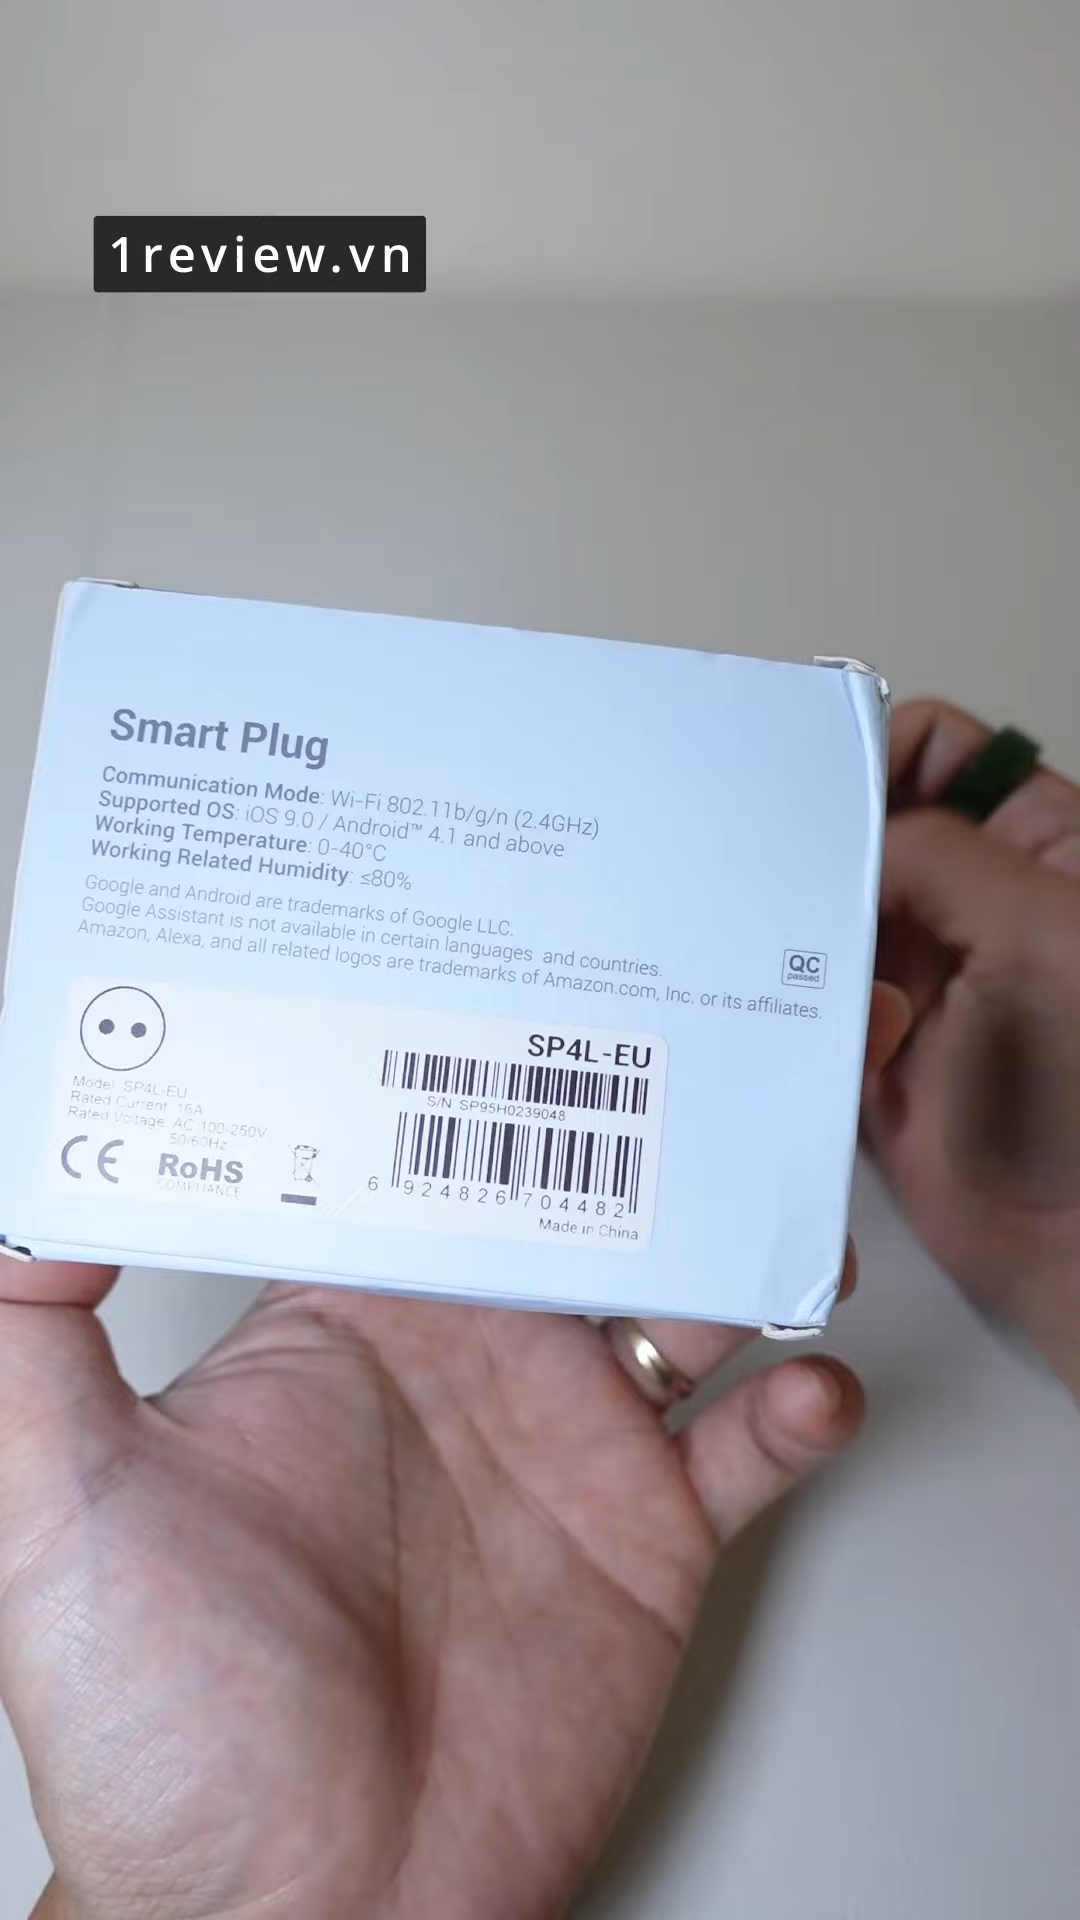 1review.vn
Smart Plug
Communication Mode: Wi-Fi 802.11b/g/n (2.4GHz)
Supported OS: iOS 9.0 / Android™ 4.1 and above
Working Temperature: 0-40°C
Working Related Humidity: ≤80%
Google and Android are trademarks of Google LLC.
Google Assistant is not available in certain languages and countries.
Amazon, Alexa, and all related logos are trademarks of Amazon.com, Inc. or its affiliates.
QC
passed
SP4L-EU
S/N SP95H0239048
Model SP4L-EU
Rated Current 16A
Rated Voltage AC 100-250V
50/60Hz
CE
RoHS
COMPLIANCE
6 924826 704482
Made in China